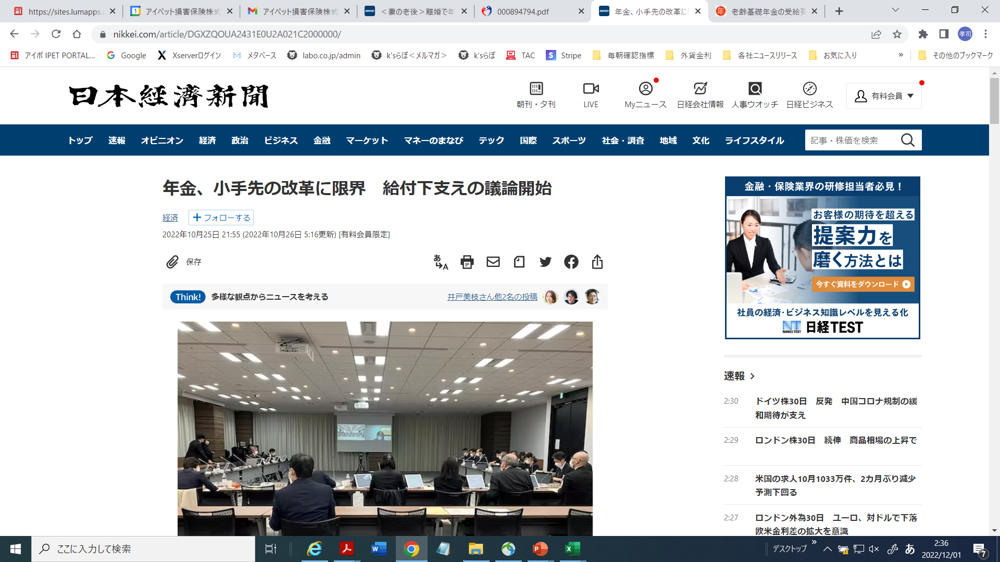 https://sites.lumapps.
アイペット損害保険株式
アイペット損害保険株式
＜妻の老後＞離婚で年
000894794.pdf
年金、小手先の改革に
老齢基礎年金の受給要
nikkei.com/article/DGXZQOUA2431E0U2A021C2000000/
孝司
アイポ IPET PORTAL...
Google
Xserverログイン
メタベース
labo.co.jp/admin
k'sらぼ＜メルマガ＞
k'sらぼ
TAC
Stripe
毎朝確認指標
外貨金利
各社ニュースリリース
お気に入り
»
その他のブックマーク
日本経済新聞
朝刊・夕刊
LIVE
Myニュース
日経会社情報
人事ウオッチ
日経ビジネス
有料会員
トップ 速報 オピニオン 経済 政治 ビジネス 金融 マーケット マネーのまなび テック 国際 スポーツ 社会・調査 地域 文化 ライフスタイル
記事・株価を検索
年金、小手先の改革に限界　給付下支えの議論開始
経済
＋フォローする
2022年10月25日 21:55 (2022年10月26日 5:16更新) [有料会員限定]
保存
Think! 多様な観点からニュースを考える
井戸美枝さん他2名の投稿
金融・保険業界の研修担当者必見！
お客様の期待を超える
提案力を
磨く方法とは
今すぐ資料をダウンロード
社員の経済・ビジネス知識レベルを見える化
NT NIKKEI TEST 日経TEST
速報
2:30 ドイツ株30日　反発　中国コロナ規制の緩
和期待が支え
2:29 ロンドン株30日　続伸　商品相場の上昇で
2:28 米国の求人10月1033万件、2カ月ぶり減少
予測下回る
2:27 ロンドン外為30日　ユーロ、対ドルで下落
欧米金利差の拡大を意識
ここに入力して検索
デスクトップ
»
あ
2:36
2022/12/01
7